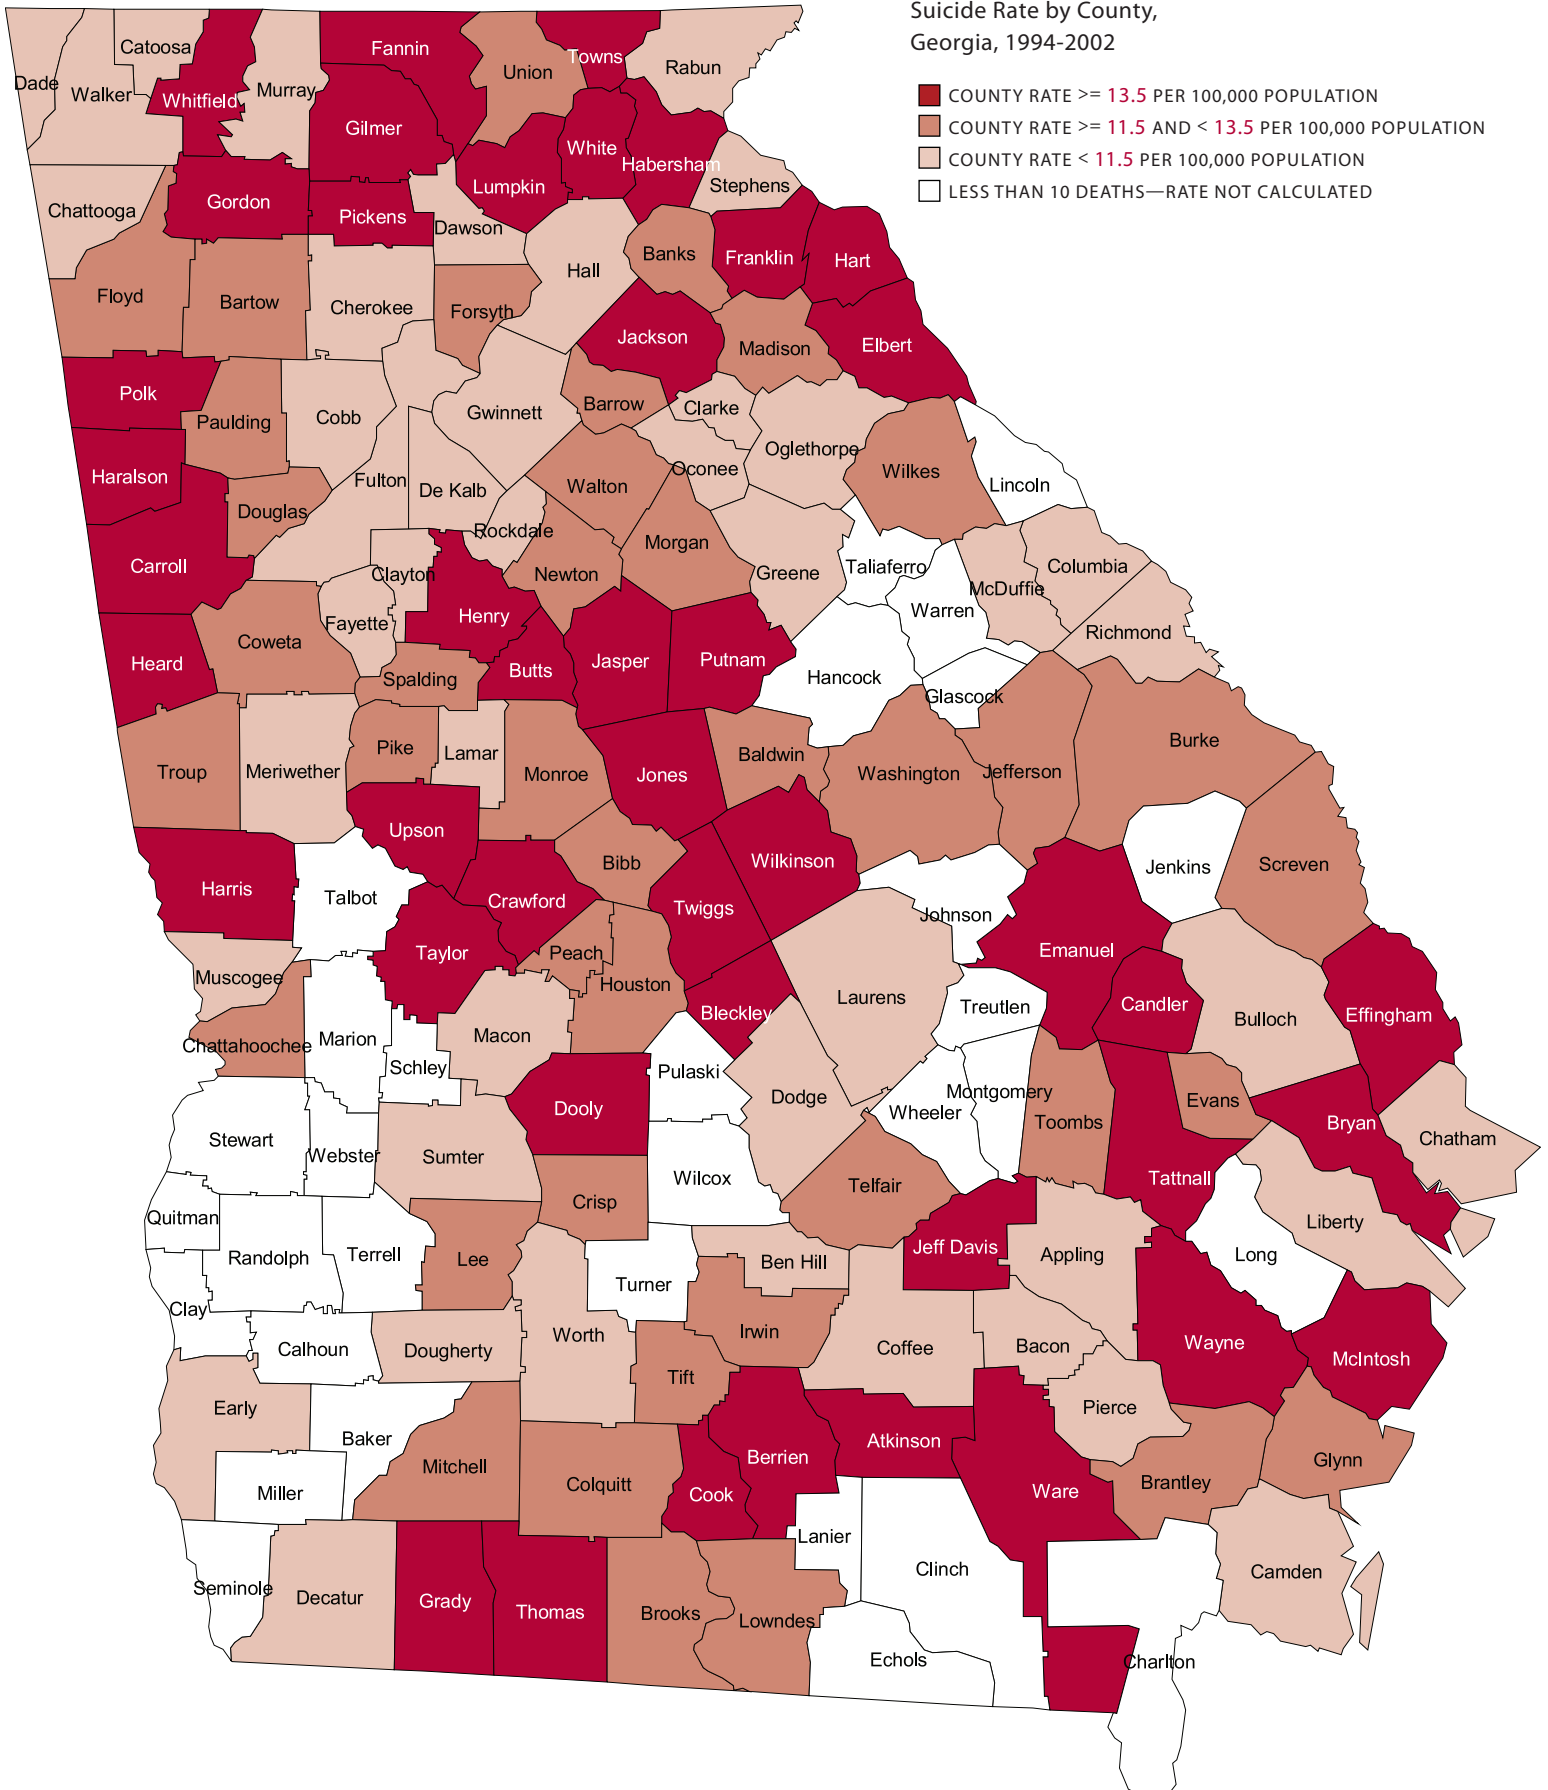 Suicide Rate by County,
Georgia, 1994-2002
COUNTY RATE >= 13.5 PER 100,000 POPULATION
COUNTY RATE >= 11.5 AND < 13.5 PER 100,000 POPULATION
COUNTY RATE < 11.5 PER 100,000 POPULATION
LESS THAN 10 DEATHS—RATE NOT CALCULATED
Dade
Walker
Catoosa
Whitfield
Murray
Fannin
Gilmer
Union
Towns
Rabun
White
Habersham
Lumpkin
Stephens
Chattooga
Gordon
Pickens
Dawson
Hall
Banks
Franklin
Hart
Floyd
Bartow
Cherokee
Forsyth
Jackson
Madison
Elbert
Polk
Paulding
Cobb
Gwinnett
Barrow
Clarke
Oglethorpe
Oconee
Wilkes
Lincoln
Haralson
Douglas
Fulton
De Kalb
Rockdale
Walton
Morgan
Greene
Taliaferro
McDuffie
Columbia
Carroll
Clayton
Newton
Warren
Richmond
Heard
Coweta
Fayette
Henry
Spalding
Butts
Jasper
Putnam
Hancock
Glascock
Troup
Meriwether
Pike
Lamar
Monroe
Jones
Baldwin
Washington
Jefferson
Burke
Upson
Bibb
Wilkinson
Jenkins
Screven
Harris
Talbot
Crawford
Twiggs
Johnson
Emanuel
Taylor
Peach
Houston
Muscogee
Laurens
Treutlen
Candler
Bulloch
Effingham
Chattahoochee
Marion
Schley
Macon
Bleckley
Pulaski
Dodge
Wheeler
Montgomery
Toombs
Evans
Bryan
Chatham
Stewart
Webster
Sumter
Dooly
Wilcox
Telfair
Tattnall
Crisp
Liberty
Quitman
Randolph
Terrell
Lee
Turner
Ben Hill
Jeff Davis
Appling
Long
Clay
Calhoun
Dougherty
Worth
Irwin
Coffee
Bacon
Wayne
McIntosh
Tift
Early
Pierce
Baker
Mitchell
Berrien
Atkinson
Glynn
Miller
Colquitt
Cook
Ware
Brantley
Lanier
Clinch
Camden
Seminole
Decatur
Grady
Thomas
Brooks
Lowndes
Echols
Charlton